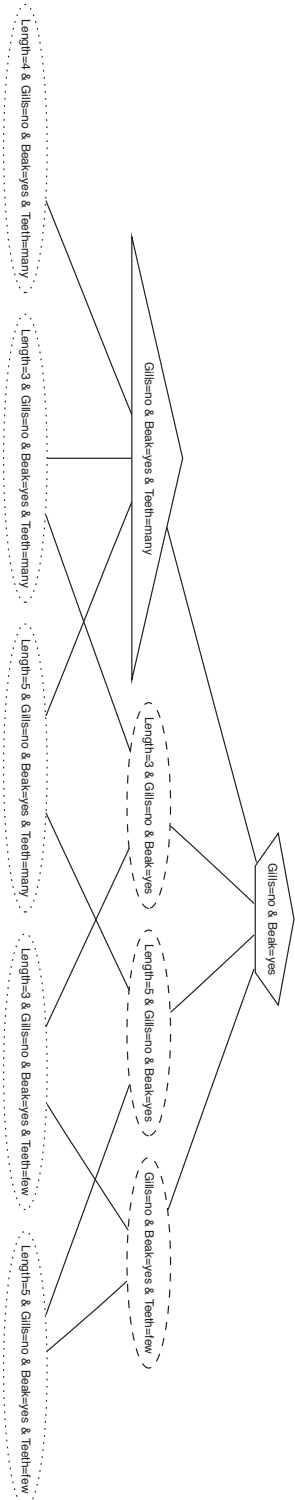 Gills=no & Beak=yes
Gills=no & Beak=yes & Teeth=many
Length=3 & Gills=no & Beak=yes
Length=5 & Gills=no & Beak=yes
Gills=no & Beak=yes & Teeth=few
Length=4 & Gills=no & Beak=yes & Teeth=many
Length=3 & Gills=no & Beak=yes & Teeth=many
Length=5 & Gills=no & Beak=yes & Teeth=many
Length=3 & Gills=no & Beak=yes & Teeth=few
Length=5 & Gills=no & Beak=yes & Teeth=few